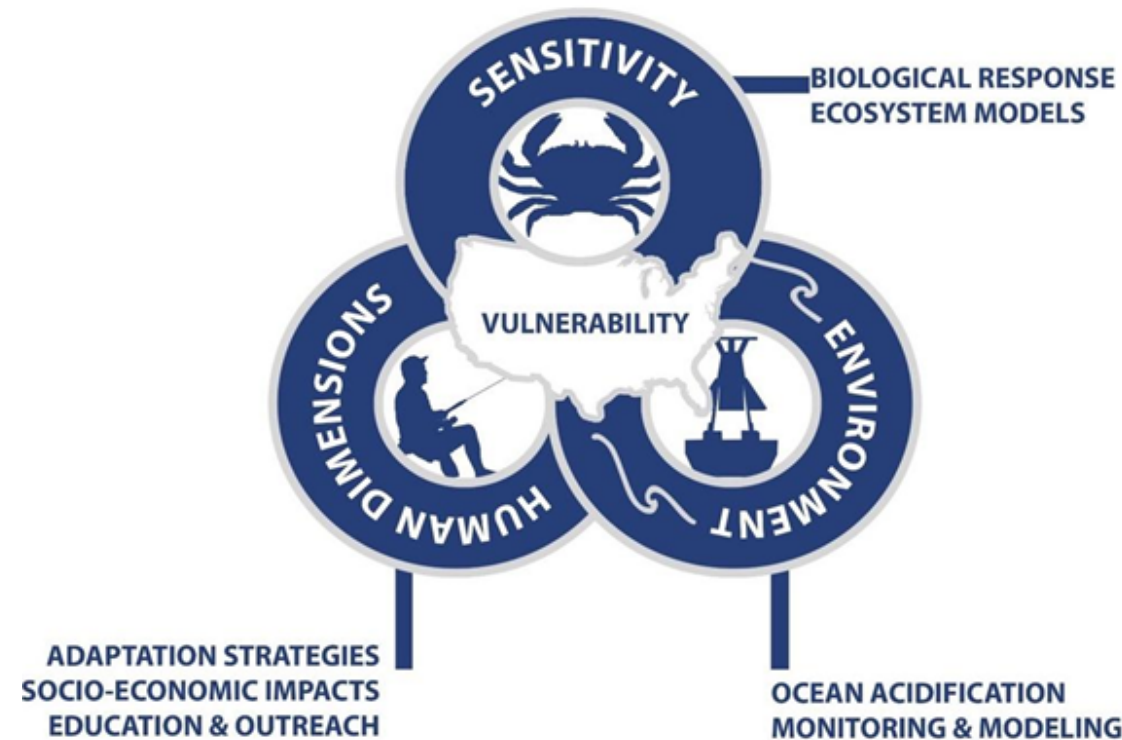 SENSITIVITY
BIOLOGICAL RESPONSE
ECOSYSTEM MODELS
VULNERABILITY
HUMAN DIMENSIONS
ENVIRONMENT
ADAPTATION STRATEGIES
SOCIO-ECONOMIC IMPACTS
EDUCATION & OUTREACH
OCEAN ACIDIFICATION
MONITORING & MODELING